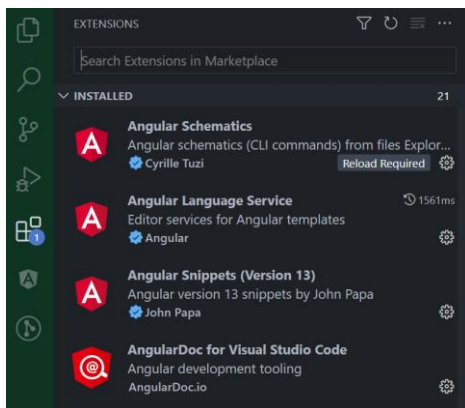 EXTENSIONS
Search Extensions in Marketplace
INSTALLED 21
Angular Schematics
Angular schematics (CLI commands) from files Explor...
Cyrille Tuzi Reload Required
Angular Language Service 1561ms
Editor services for Angular templates
Angular
1
Angular Snippets (Version 13)
Angular version 13 snippets by John Papa
John Papa
AngularDoc for Visual Studio Code
Angular development tooling
AngularDoc.io